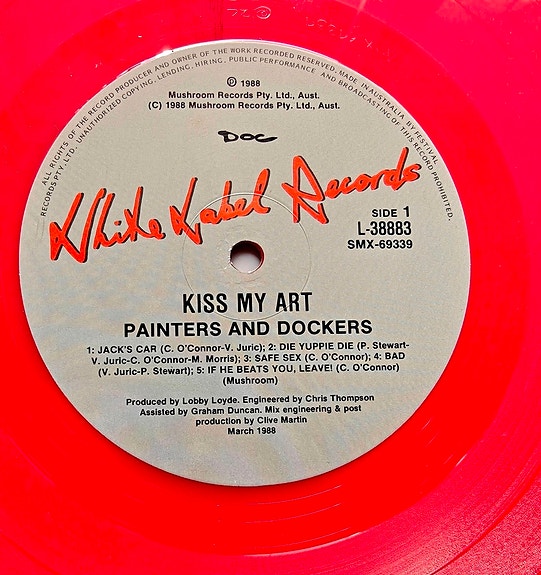 ALL RIGHTS OF THE RECORD PRODUCER AND OWNER OF THE WORK RECORDED RESERVED. MADE IN AUSTRALIA BY FESTIVAL
RECORDS PTY. LTD. UNAUTHORIZED COPYING, LENDING, HIRING, PUBLIC PERFORMANCE AND BROADCASTING OF THIS RECORD PROHIBITED.
℗ 1988
Mushroom Records Pty. Ltd., Aust.
(C) 1988 Mushroom Records Pty. Ltd., Aust.
DOC
White Label Records
SIDE 1
L-38883
SMX-69339
KISS MY ART
PAINTERS AND DOCKERS
1: JACK'S CAR (C. O'Connor-V. Juric); 2: DIE YUPPIE DIE (P. Stewart-
V. Juric-C. O'Connor-M. Morris); 3: SAFE SEX (C. O'Connor); 4: BAD
(V. Juric-P. Stewart); 5: IF HE BEATS YOU, LEAVE! (C. O'Connor)
(Mushroom)
Produced by Lobby Loyde. Engineered by Chris Thompson
Assisted by Graham Duncan. Mix engineering & post
production by Clive Martin
March 1988